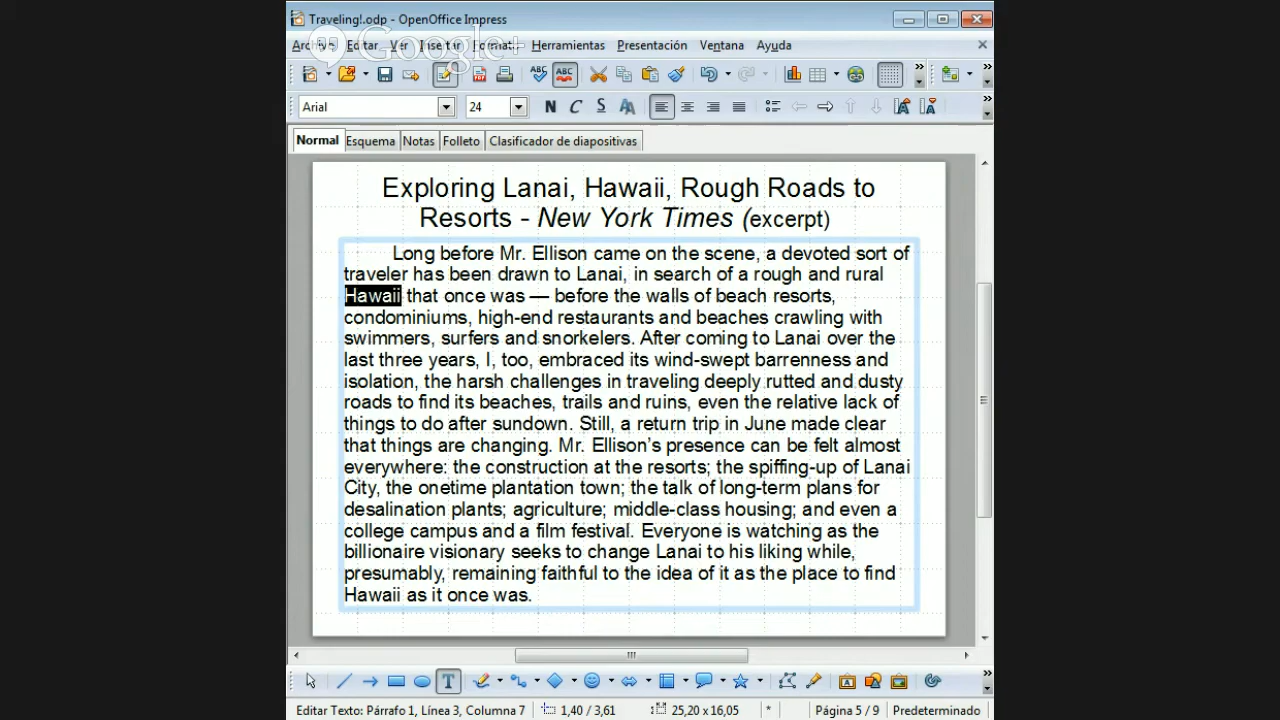 Traveling!.odp - OpenOffice Impress
Archivo Editar Ver Insertar Formato Herramientas Presentación Ventana Ayuda
Google+
Arial 24
Normal Esquema Notas Folleto Clasificador de diapositivas
Exploring Lanai, Hawaii, Rough Roads to
Resorts - New York Times (excerpt)
Long before Mr. Ellison came on the scene, a devoted sort of
traveler has been drawn to Lanai, in search of a rough and rural
Hawaii that once was — before the walls of beach resorts,
condominiums, high-end restaurants and beaches crawling with
swimmers, surfers and snorkelers. After coming to Lanai over the
last three years, I, too, embraced its wind-swept barrenness and
isolation, the harsh challenges in traveling deeply rutted and dusty
roads to find its beaches, trails and ruins, even the relative lack of
things to do after sundown. Still, a return trip in June made clear
that things are changing. Mr. Ellison's presence can be felt almost
everywhere: the construction at the resorts; the spiffing-up of Lanai
City, the onetime plantation town; the talk of long-term plans for
desalination plants; agriculture; middle-class housing; and even a
college campus and a film festival. Everyone is watching as the
billionaire visionary seeks to change Lanai to his liking while,
presumably, remaining faithful to the idea of it as the place to find
Hawaii as it once was.
Editar Texto: Párrafo 1, Línea 3, Columna 7 1,40 / 3,61 25,20 x 16,05 * Página 5 / 9 Predeterminado